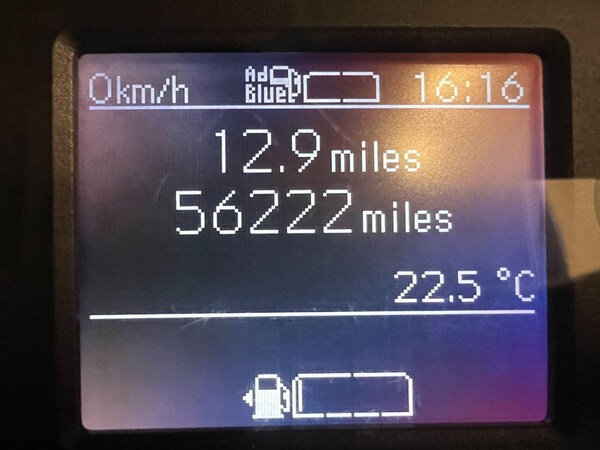 0km/h Ad Blue 16:16
12.9 miles
56222 miles
22.5 °C